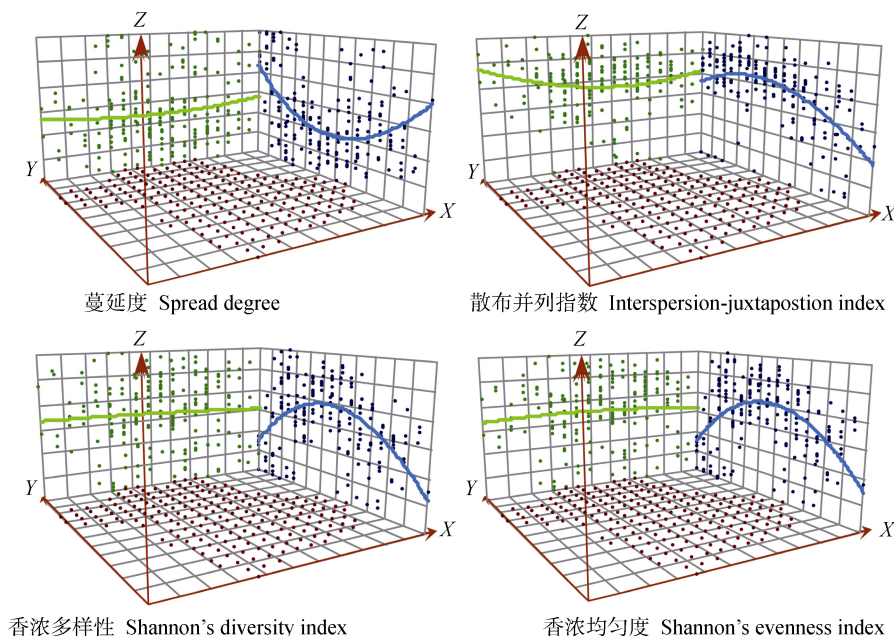 Z
Y
X
蔓延度 Spread degree
Z
Y
X
散布并列指数 Interspersion-juxtapostion index
Z
Y
X
香浓多样性 Shannon's diversity index
Z
Y
X
香浓均匀度 Shannon's evenness index